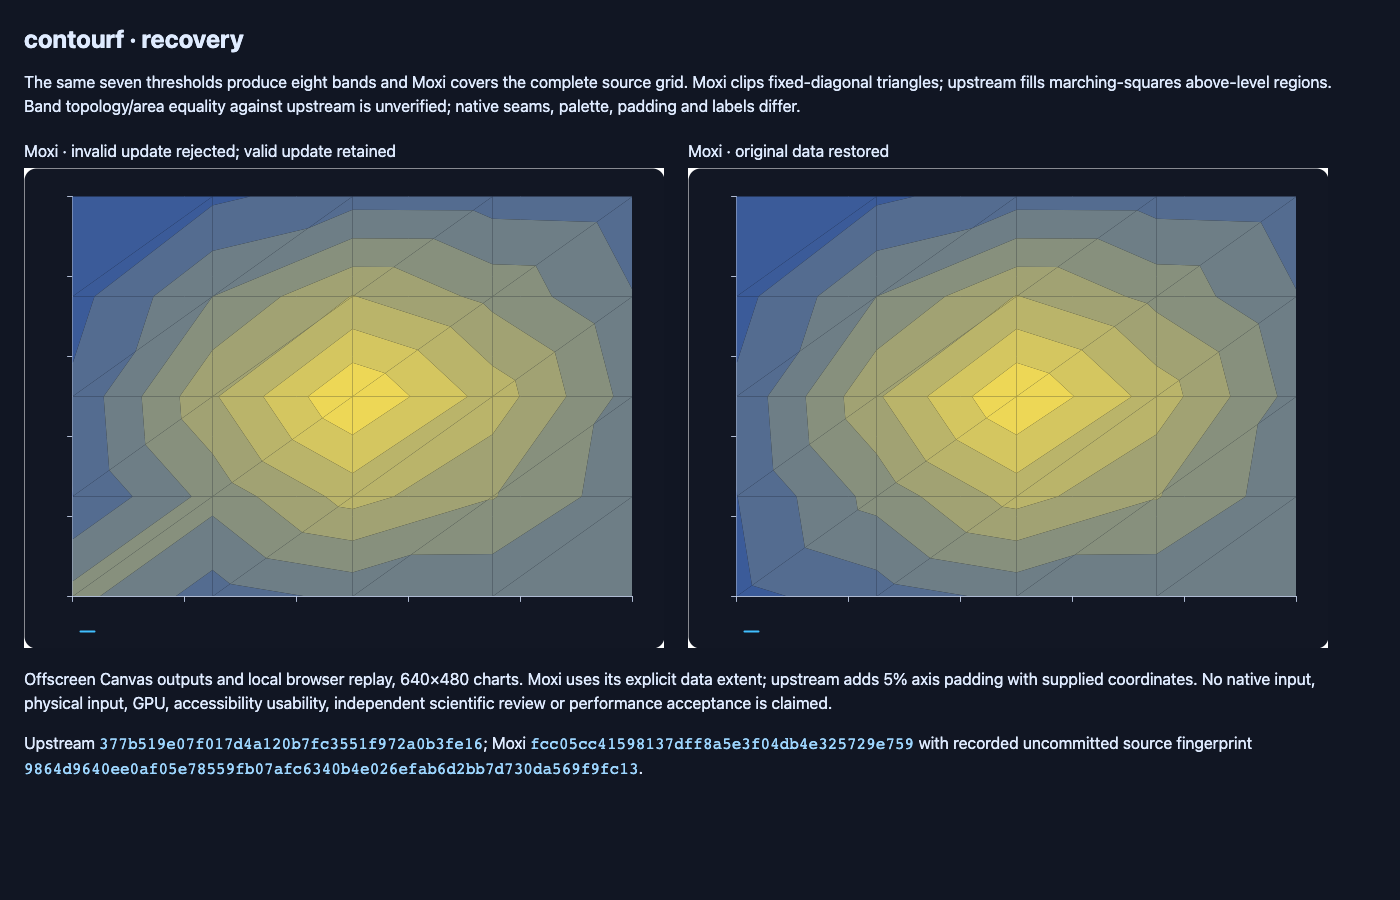 contourf · recovery
The same seven thresholds produce eight bands and Moxi covers the complete source grid. Moxi clips fixed-diagonal triangles; upstream fills marching-squares above-level regions.
Band topology/area equality against upstream is unverified; native seams, palette, padding and labels differ.
Moxi · invalid update rejected; valid update retained
Moxi · original data restored
Offscreen Canvas outputs and local browser replay, 640×480 charts. Moxi uses its explicit data extent; upstream adds 5% axis padding with supplied coordinates. No native input,
physical input, GPU, accessibility usability, independent scientific review or performance acceptance is claimed.
Upstream 377b519e07f017d4a120b7fc3551f972a0b3fe16; Moxi fcc05cc41598137dff8a5e3f04db4e325729e759 with recorded uncommitted source fingerprint
9864d9640ee0af05e78559fb07afc6340b4e026efab6d2bb7d730da569f9fc13.